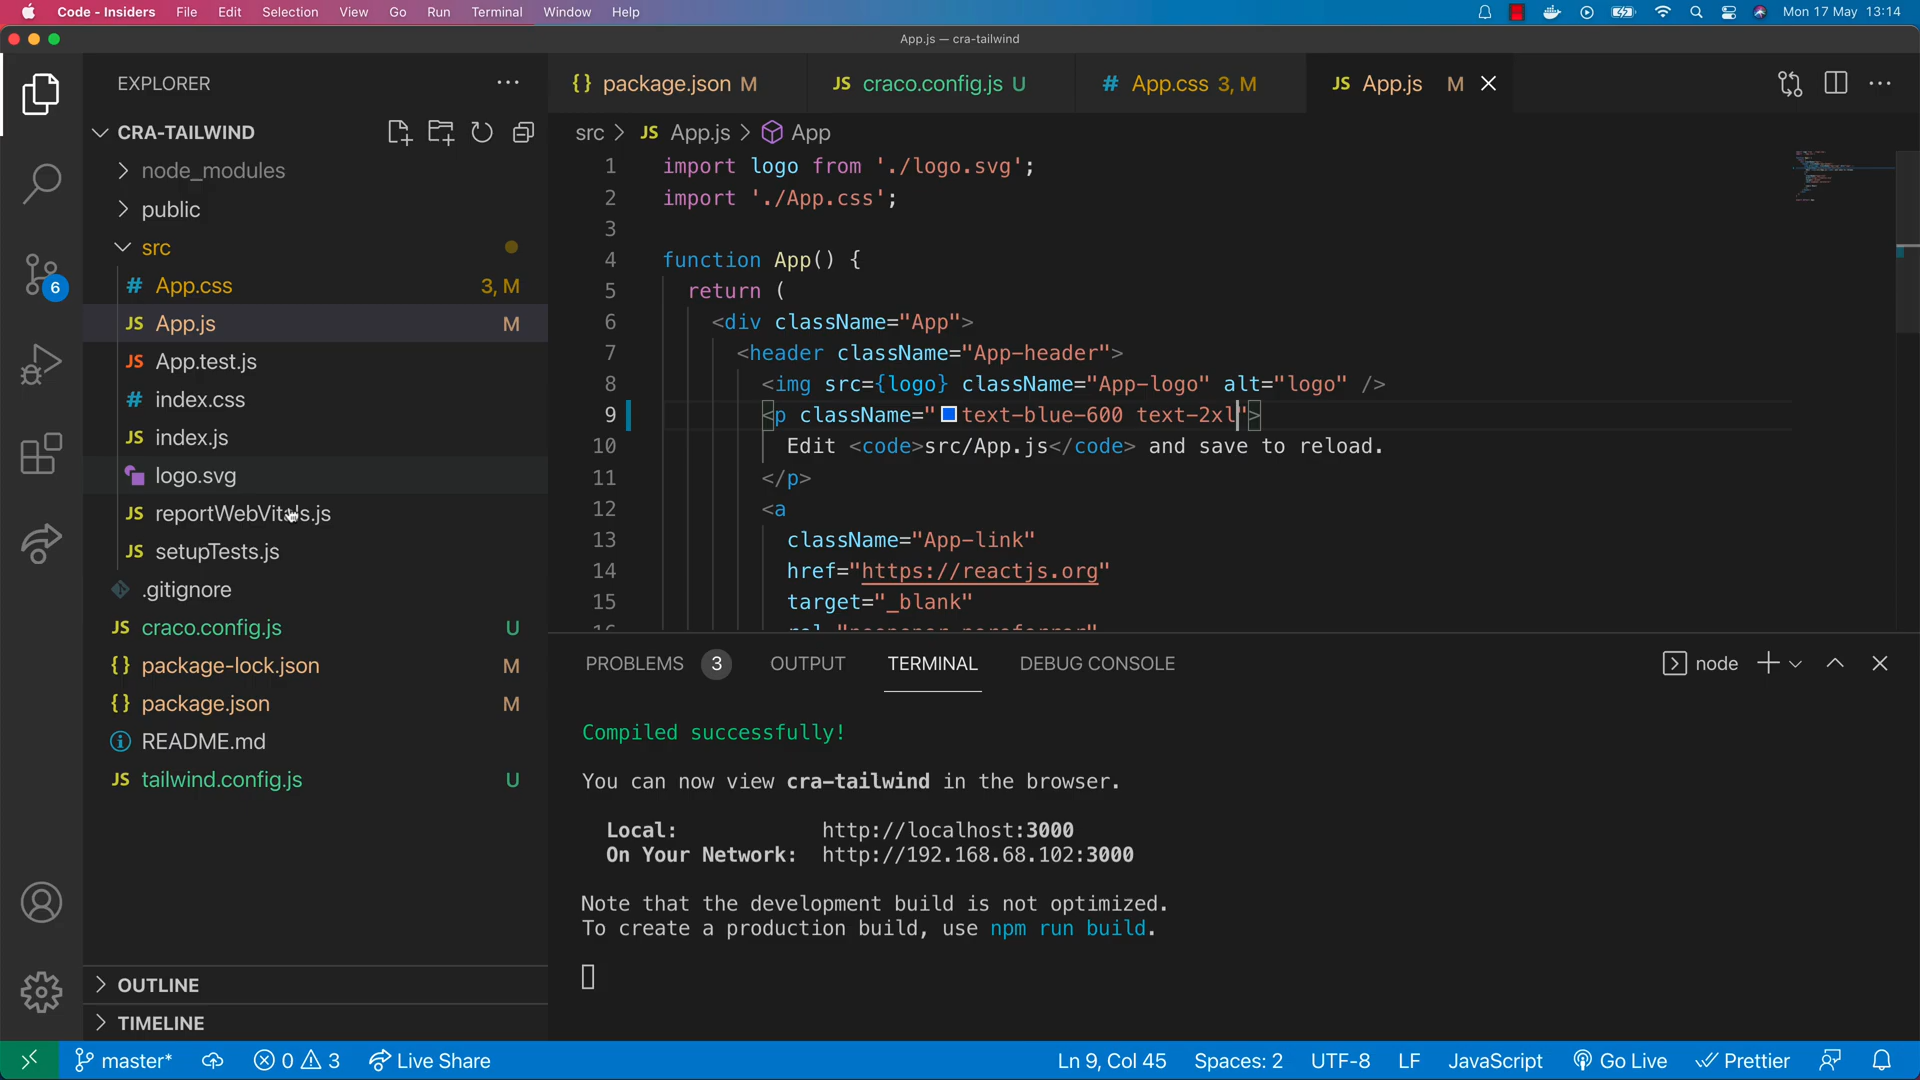 Code - Insiders File Edit Selection View Go Run Terminal Window Help Mon 17 May 13:14
App.js — cra-tailwind
EXPLORER
CRA-TAILWIND
node_modules
public
src
# App.css 3, M
JS App.js M
JS App.test.js
# index.css
JS index.js
logo.svg
JS reportWebVitals.js
JS setupTests.js
.gitignore
JS craco.config.js U
{} package-lock.json M
{} package.json M
README.md
JS tailwind.config.js U
OUTLINE
TIMELINE
6
{} package.json M JS craco.config.js U # App.css 3, M JS App.js M
src > JS App.js > App
1 import logo from './logo.svg';
2 import './App.css';
3
4 function App() {
5 return (
6 <div className="App">
7 <header className="App-header">
8 <img src={logo} className="App-logo" alt="logo" />
9 <p className="text-blue-600 text-2xl">
10 Edit <code>src/App.js</code> and save to reload.
11 </p>
12 <a
13 className="App-link"
14 href="https://reactjs.org"
15 target="_blank"
16 rel="noopener noreferrer"
PROBLEMS 3 OUTPUT TERMINAL DEBUG CONSOLE node
Compiled successfully!
You can now view cra-tailwind in the browser.
Local: http://localhost:3000
On Your Network: http://192.168.68.102:3000
Note that the development build is not optimized.
To create a production build, use npm run build.
master* 0 3 Live Share Ln 9, Col 45 Spaces: 2 UTF-8 LF JavaScript Go Live Prettier